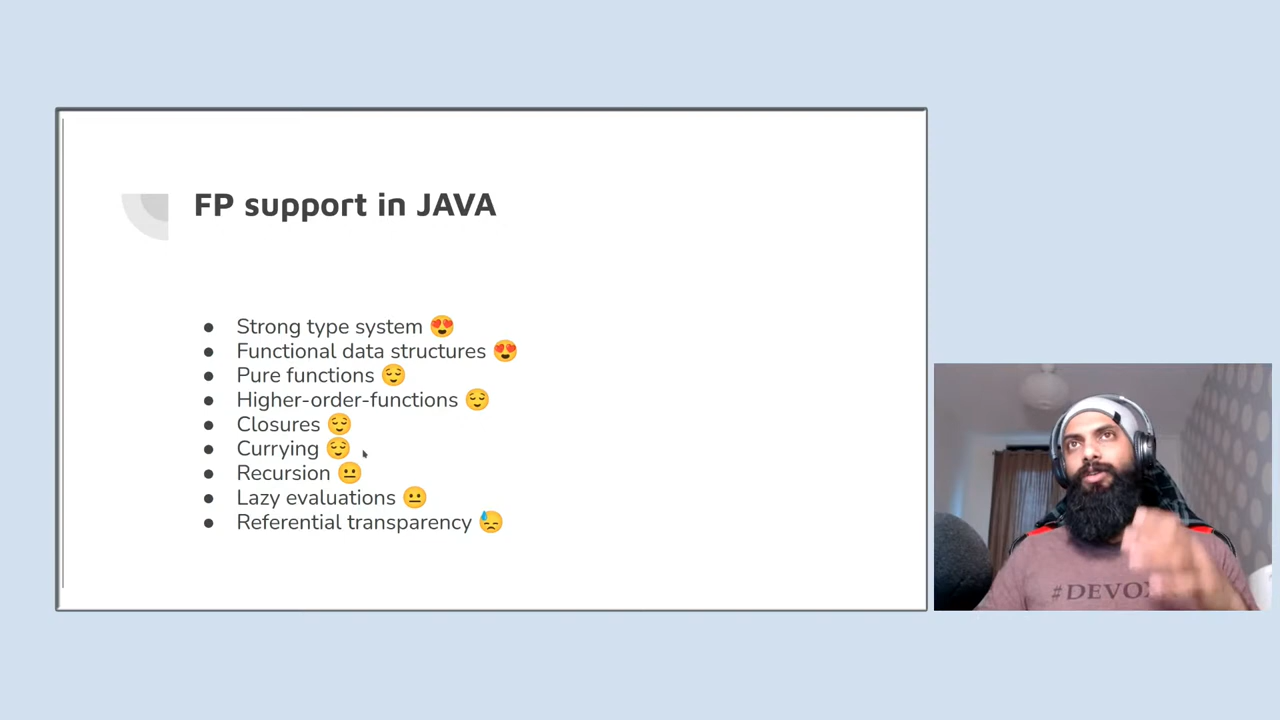 FP support in JAVA
● Strong type system 😍
● Functional data structures 😍
● Pure functions 😌
● Higher-order-functions 😌
● Closures 😌
● Currying 😌
● Recursion 😐
● Lazy evaluations 😐
● Referential transparency 😓
#DEVOX